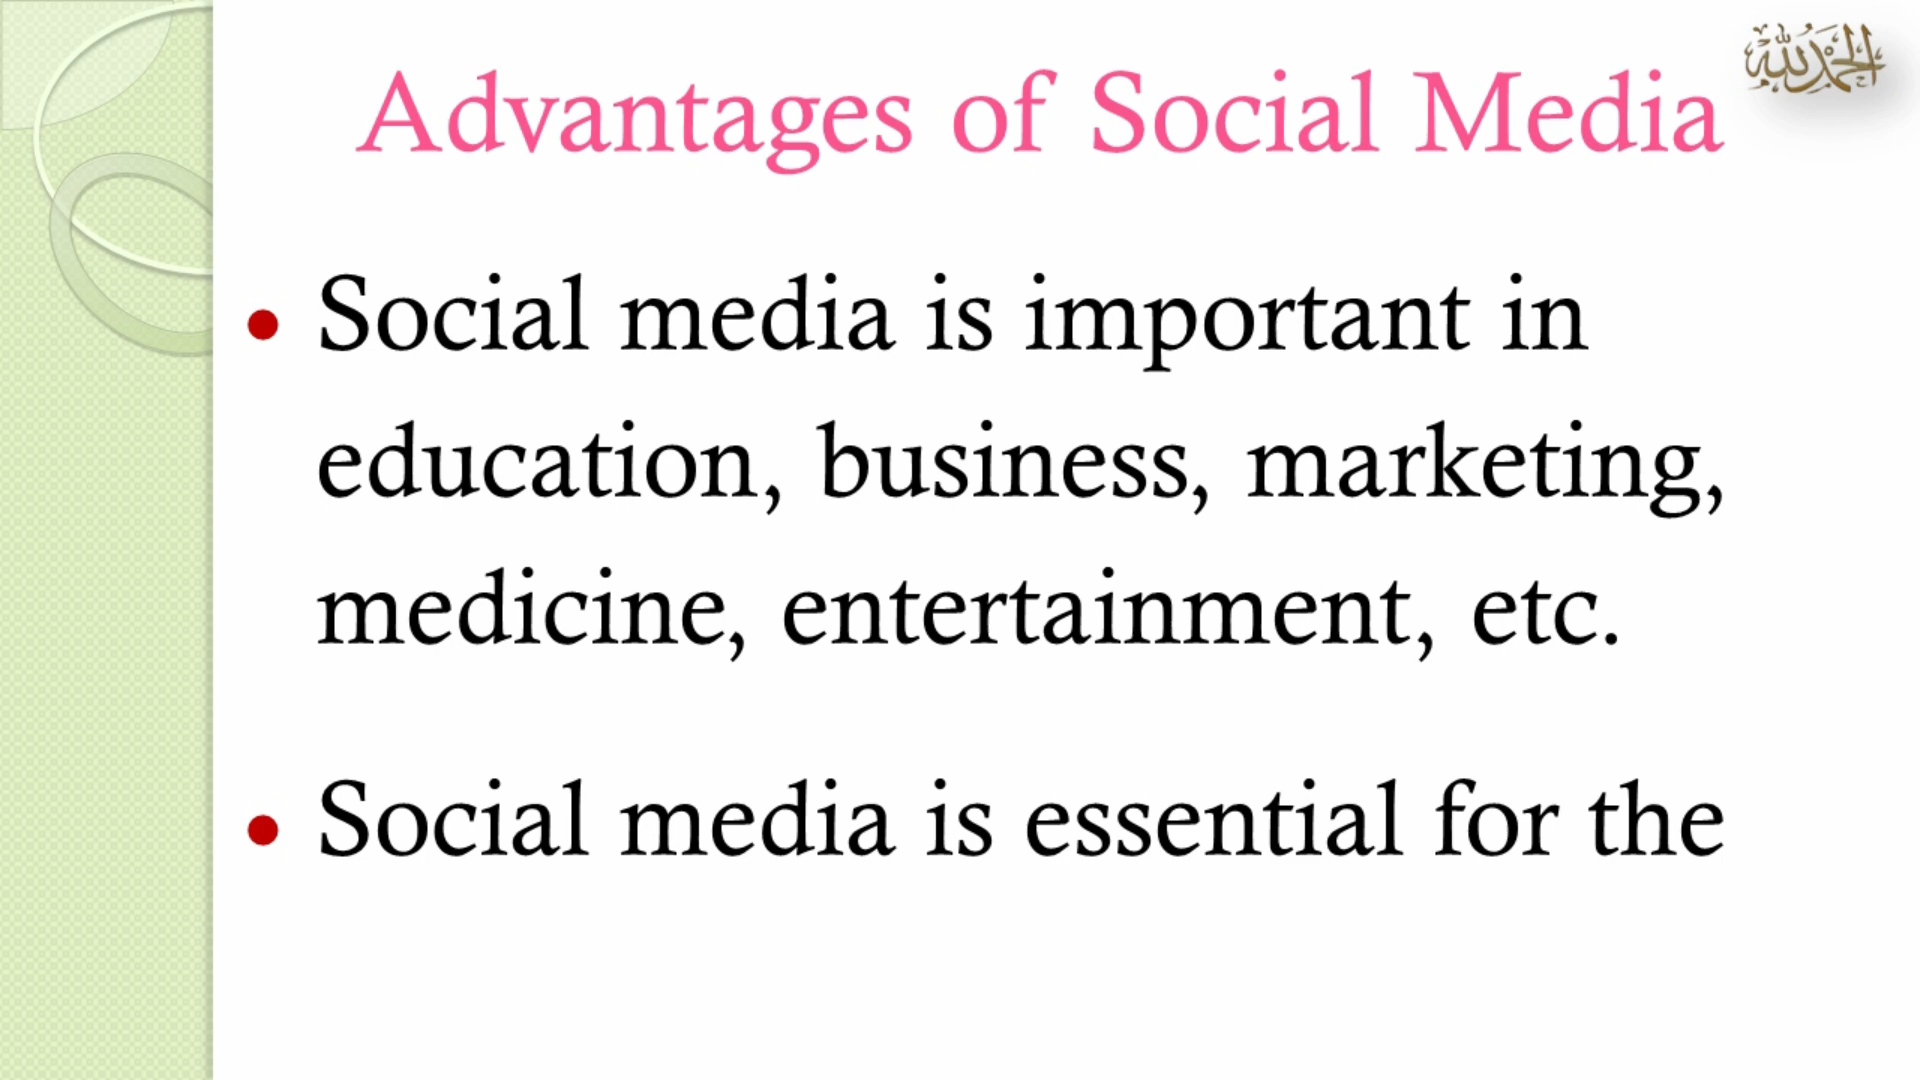 Advantages of Social Media
الحمد لله
• Social media is important in
education, business, marketing,
medicine, entertainment, etc.
• Social media is essential for the